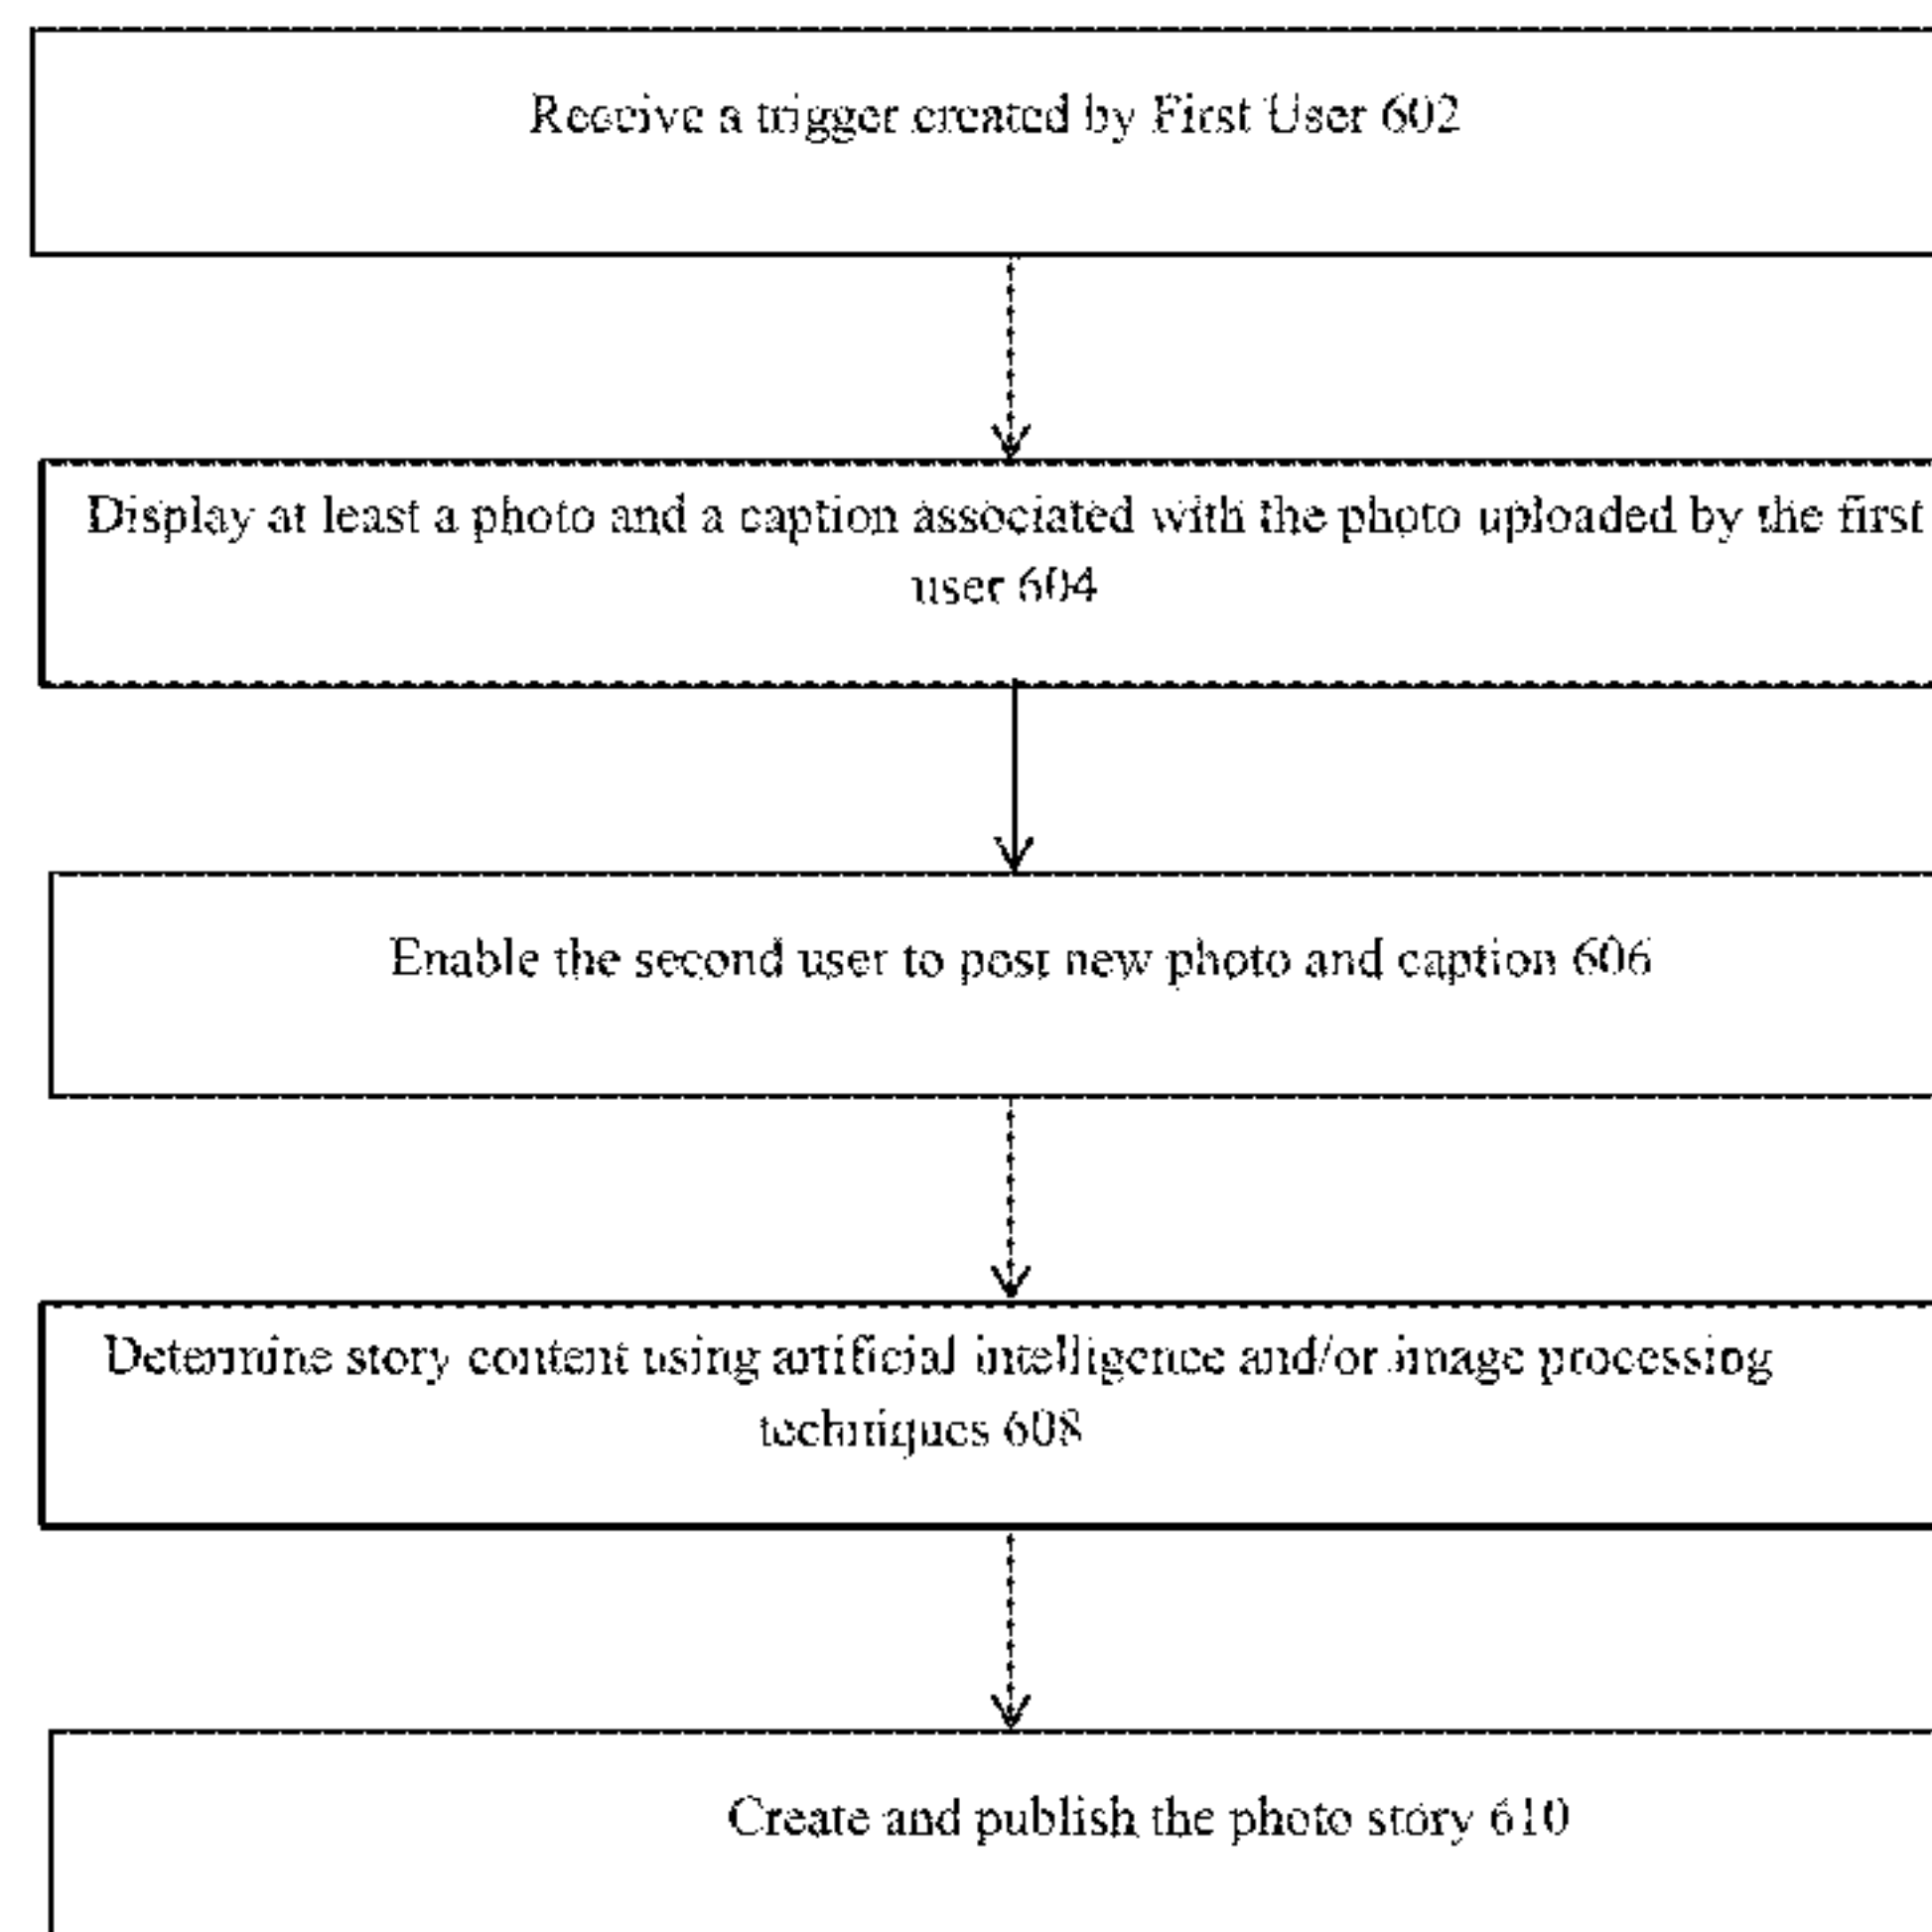 Receive a trigger created by First User 602
Display at least a photo and a caption associated with the photo uploaded by the first
user 604
Enable the second user to post new photo and caption 606
Determine story content using artificial intelligence and/or image processing
techniques 608
Create and publish the photo story 610